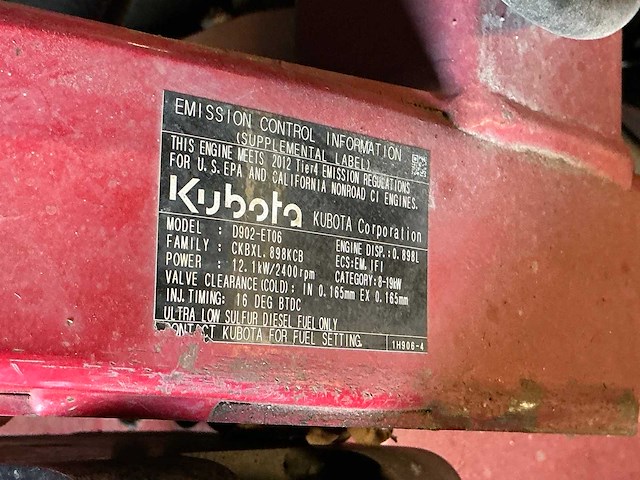 EMISSION CONTROL INFORMATION
(SUPPLEMENTAL LABEL)
THIS ENGINE MEETS 2012 Tier4 EMISSION REGULATIONS
FOR U.S. EPA AND CALIFORNIA NONROAD CI ENGINES.
Kubota KUBOTA Corporation
MODEL : D902-ET06 ENGINE DISP.:0.898L
FAMILY : CKBXL.898KCB ECS:EM.IFI
POWER : 12.1kW/2400rpm CATEGORY:8-19kW
VALVE CLEARANCE(COLD): IN 0.165mm EX 0.165mm
INJ.TIMING: 16 DEG BTDC
ULTRA LOW SULFUR DIESEL FUEL ONLY
CONTACT KUBOTA FOR FUEL SETTING.
1H906-4